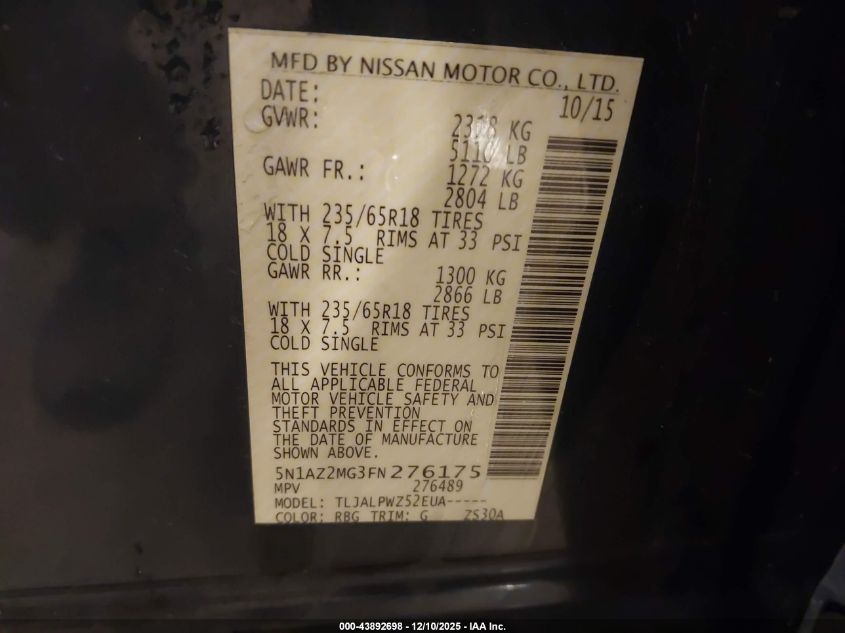 MFD BY NISSAN MOTOR CO., LTD.
DATE: 10/15
GVWR: 2318 KG
5110 LB
GAWR FR.: 1272 KG
2804 LB
WITH 235/65R18 TIRES
18 X 7.5 RIMS AT 33 PSI
COLD SINGLE
GAWR RR.: 1300 KG
2866 LB
WITH 235/65R18 TIRES
18 X 7.5 RIMS AT 33 PSI
COLD SINGLE
THIS VEHICLE CONFORMS TO
ALL APPLICABLE FEDERAL
MOTOR VEHICLE SAFETY AND
THEFT PREVENTION
STANDARDS IN EFFECT ON
THE DATE OF MANUFACTURE
SHOWN ABOVE.
5N1AZ2MG3FN276175
MPV 276489
MODEL: TLJALPWZ52EUA-----
COLOR: RBG TRIM: G ZS30A
000-43892698 - 12/10/2025 - IAA Inc.